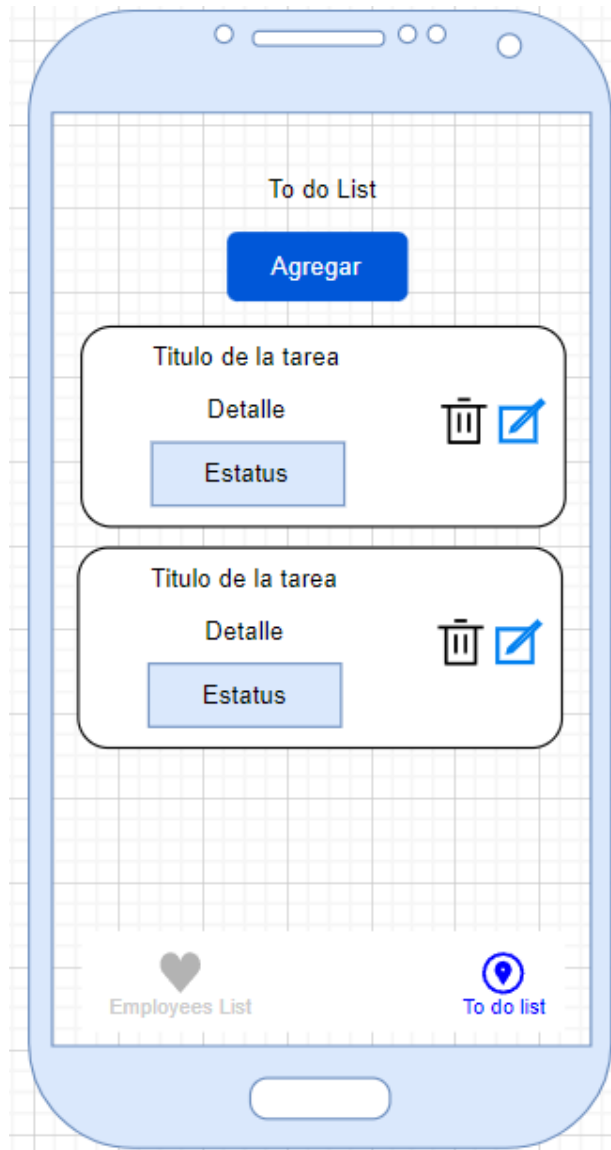 To do List
Agregar
Titulo de la tarea
Detalle
Estatus
Titulo de la tarea
Detalle
Estatus
Employees List
To do list